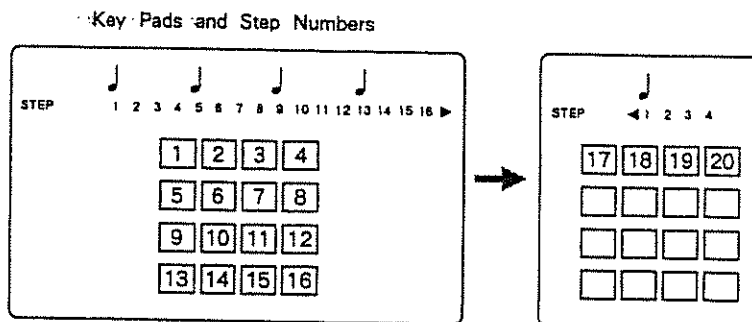 Key Pads and Step Numbers
STEP 1 2 3 4 5 6 7 8 9 10 11 12 13 14 15 16 ▶
1 2 3 4
5 6 7 8
9 10 11 12
13 14 15 16
STEP ◀ 1 2 3 4
17 18 19 20